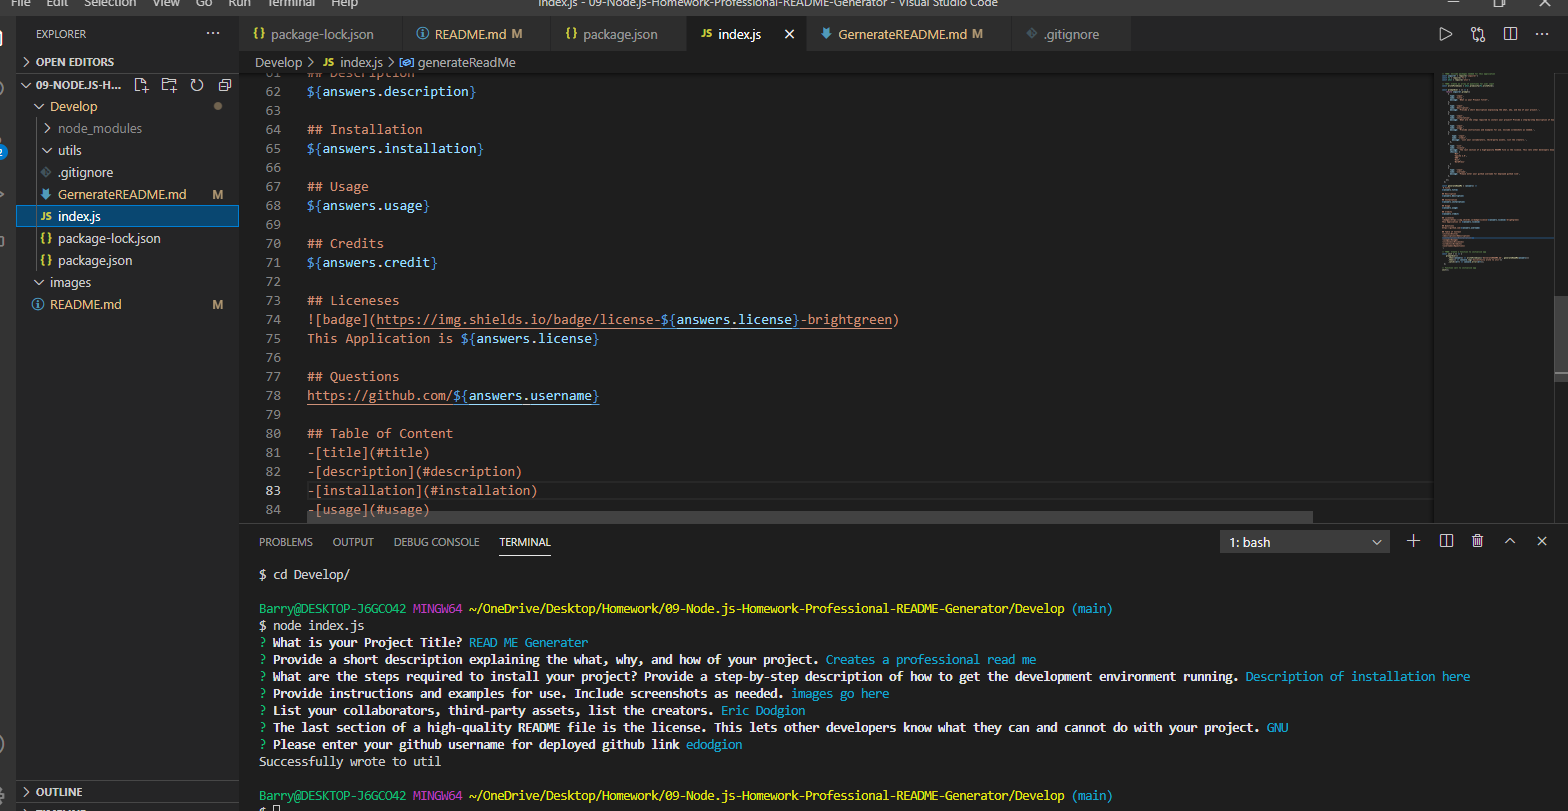 File Edit Selection View Go Run Terminal Help
index.js - 09-Node.js-Homework-Professional-README-Generator - Visual Studio Code
EXPLORER
OPEN EDITORS
09-NODEJS-H...
Develop
node_modules
utils
.gitignore
GernerateREADME.md M
index.js
package-lock.json
package.json
images
README.md M
OUTLINE
package-lock.json
README.md M
package.json
index.js
GernerateREADME.md M
.gitignore
Develop > index.js > generateReadMe
61 ## Description
62 ${answers.description}
63
64 ## Installation
65 ${answers.installation}
66
67 ## Usage
68 ${answers.usage}
69
70 ## Credits
71 ${answers.credit}
72
73 ## Liceneses
74 ![badge](https://img.shields.io/badge/license-${answers.license}-brightgreen)
75 This Application is ${answers.license}
76
77 ## Questions
78 https://github.com/${answers.username}
79
80 ## Table of Content
81 -[title](#title)
82 -[description](#description)
83 -[installation](#installation)
84 -[usage](#usage)
PROBLEMS OUTPUT DEBUG CONSOLE TERMINAL
1: bash
$ cd Develop/
Barry@DESKTOP-J6GCO42 MINGW64 ~/OneDrive/Desktop/Homework/09-Node.js-Homework-Professional-README-Generator/Develop (main)
$ node index.js
? What is your Project Title? READ ME Generater
? Provide a short description explaining the what, why, and how of your project. Creates a professional read me
? What are the steps required to install your project? Provide a step-by-step description of how to get the development environment running. Description of installation here
? Provide instructions and examples for use. Include screenshots as needed. images go here
? List your collaborators, third-party assets, list the creators. Eric Dodgion
? The last section of a high-quality README file is the license. This lets other developers know what they can and cannot do with your project. GNU
? Please enter your github username for deployed github link edodgion
Successfully wrote to util
Barry@DESKTOP-J6GCO42 MINGW64 ~/OneDrive/Desktop/Homework/09-Node.js-Homework-Professional-README-Generator/Develop (main)
$